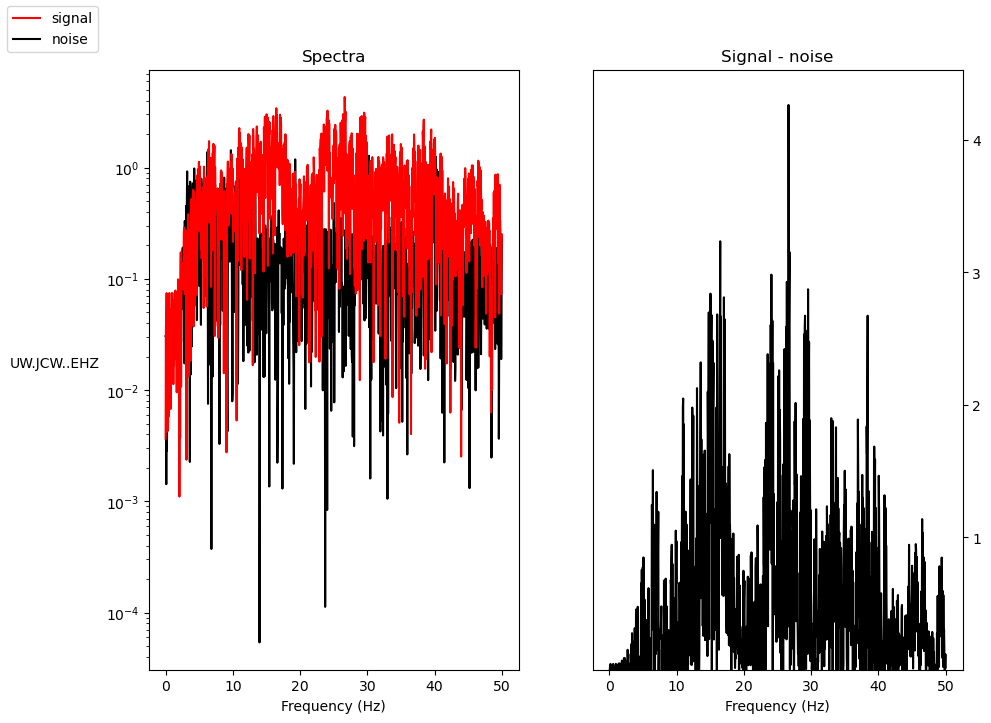 signal
noise
Spectra
Signal - noise
10⁰
10⁻¹
10⁻²
10⁻³
10⁻⁴
UW.JCW..EHZ
4
3
2
1
0 10 20 30 40 50
0 10 20 30 40 50
Frequency (Hz)
Frequency (Hz)